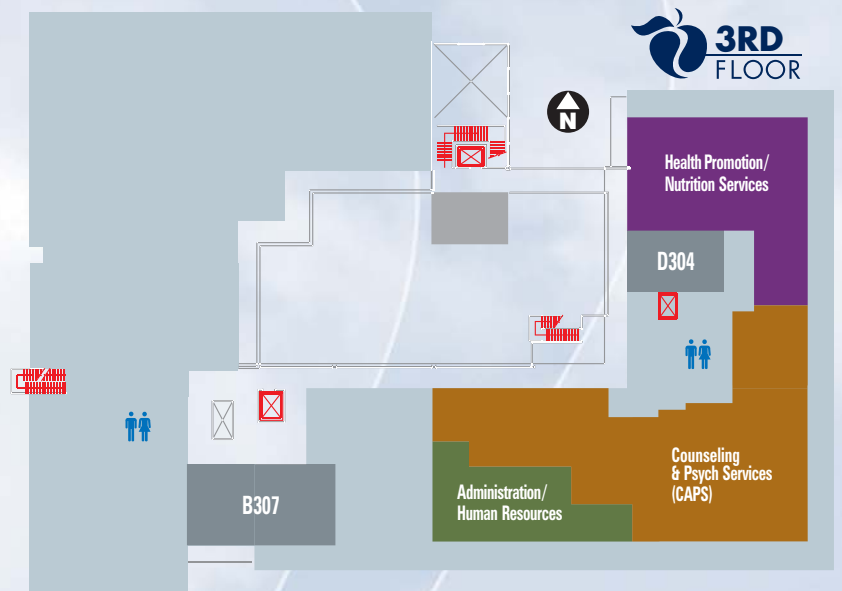 3RD
FLOOR
N
Health Promotion/
Nutrition Services
D304
Counseling
& Psych Services
(CAPS)
Administration/
Human Resources
B307